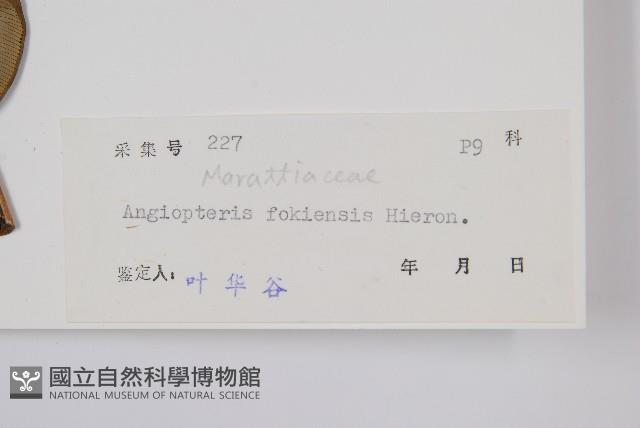 采集号 227 P9 科
Marattiaceae
Angiopteris fokiensis Hieron.
鉴定人: 叶华谷 年 月 日
國立自然科學博物館
NATIONAL MUSEUM OF NATURAL SCIENCE